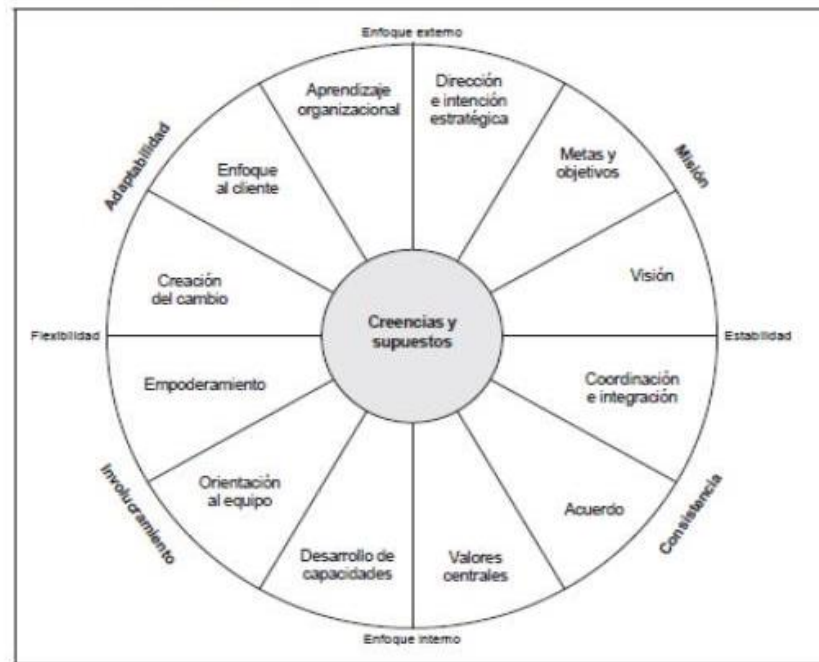 Enfoque externo
Aprendizaje
organizacional
Dirección
e intención
estratégica
Adaptabilidad
Enfoque
al cliente
Metas y
objetivos
Misión
Creación
del cambio
Visión
Creencias y
supuestos
Flexibilidad
Estabilidad
Empoderamiento
Coordinación
e integración
Involucramiento
Orientación
al equipo
Acuerdo
Consistencia
Desarrollo de
capacidades
Valores
centrales
Enfoque interno